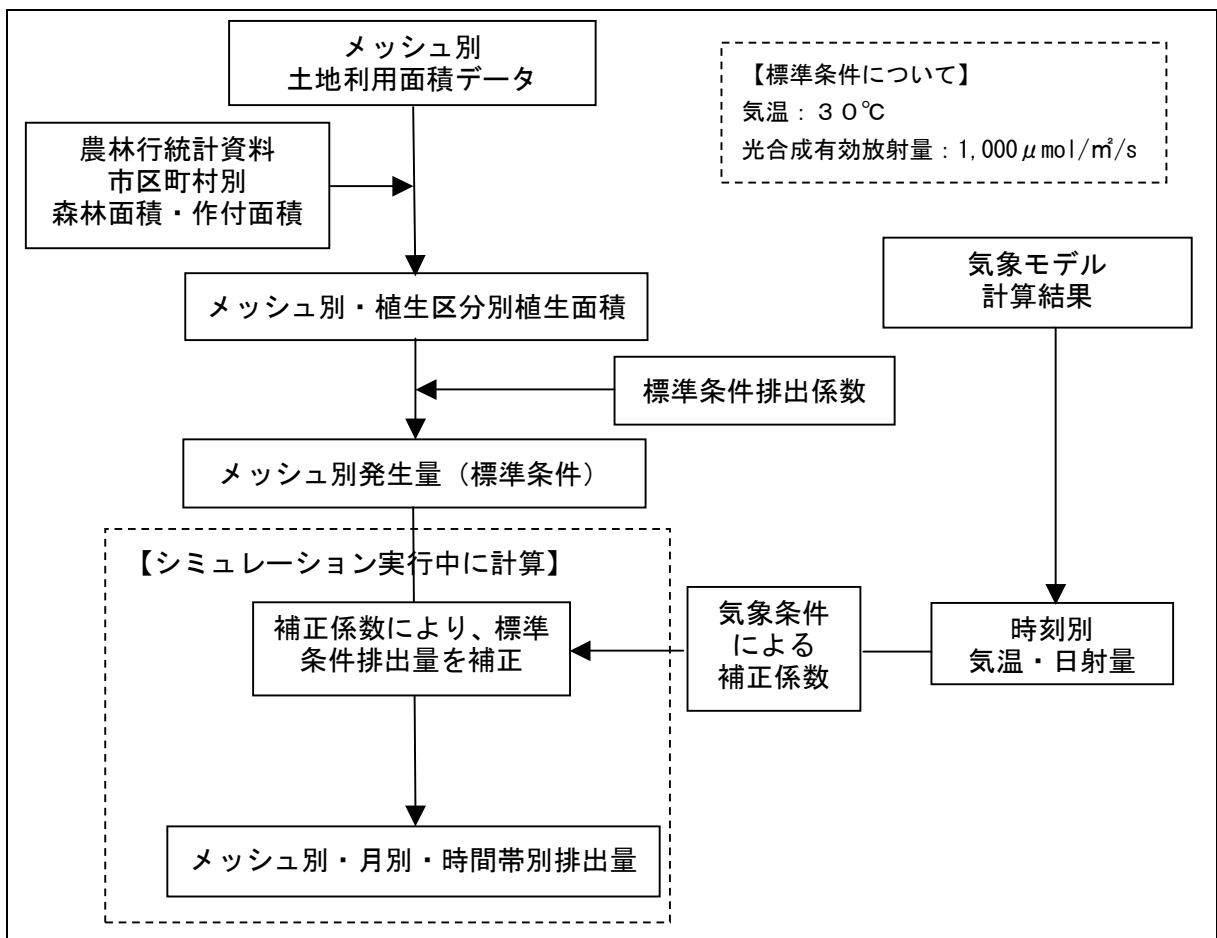 メッシュ別
土地利用面積データ
【標準条件について】
気温：３０℃
光合成有効放射量：1,000μmol/㎡/s
農林行統計資料
市区町村別
森林面積・作付面積
気象モデル
計算結果
メッシュ別・植生区分別植生面積
標準条件排出係数
メッシュ別発生量（標準条件）
【シミュレーション実行中に計算】
補正係数により、標準
条件排出量を補正
気象条件
による
補正係数
時刻別
気温・日射量
メッシュ別・月別・時間帯別排出量